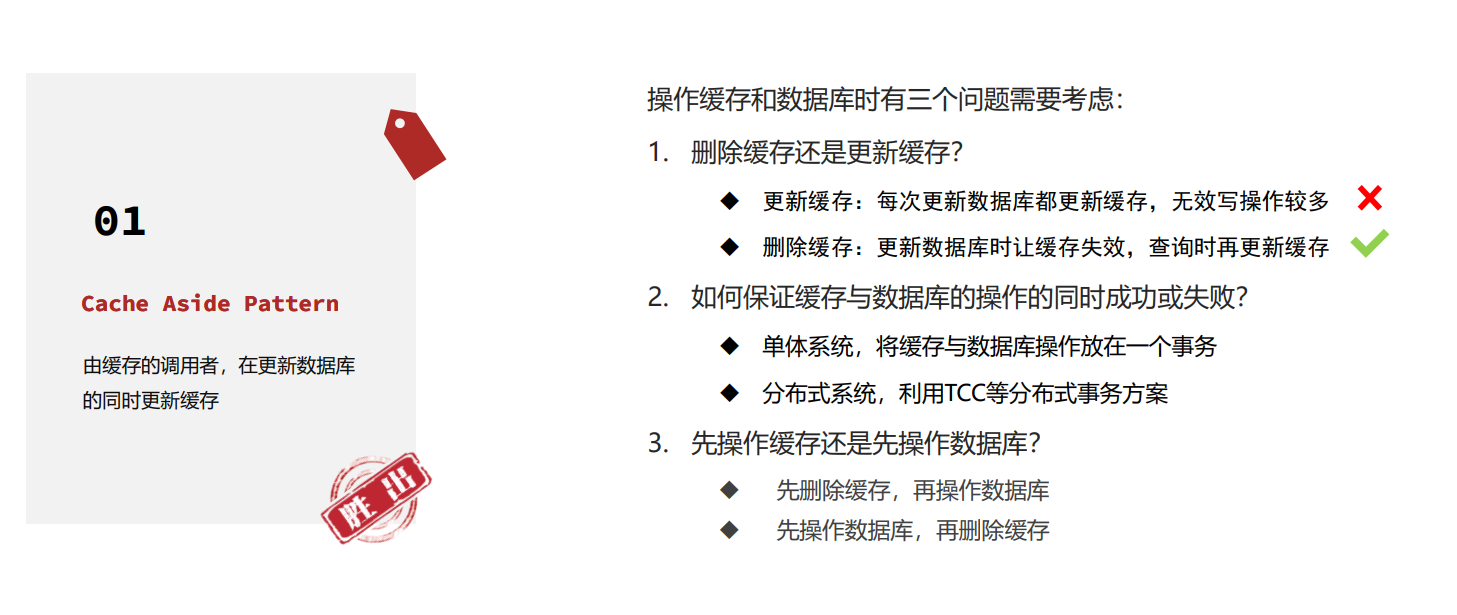 01
Cache Aside Pattern
由缓存的调用者，在更新数据库
的同时更新缓存
胜出
操作缓存和数据库时有三个问题需要考虑：
1. 删除缓存还是更新缓存？
◆ 更新缓存：每次更新数据库都更新缓存，无效写操作较多
◆ 删除缓存：更新数据库时让缓存失效，查询时再更新缓存
2. 如何保证缓存与数据库的操作的同时成功或失败？
◆ 单体系统，将缓存与数据库操作放在一个事务
◆ 分布式系统，利用TCC等分布式事务方案
3. 先操作缓存还是先操作数据库？
◆ 先删除缓存，再操作数据库
◆ 先操作数据库，再删除缓存